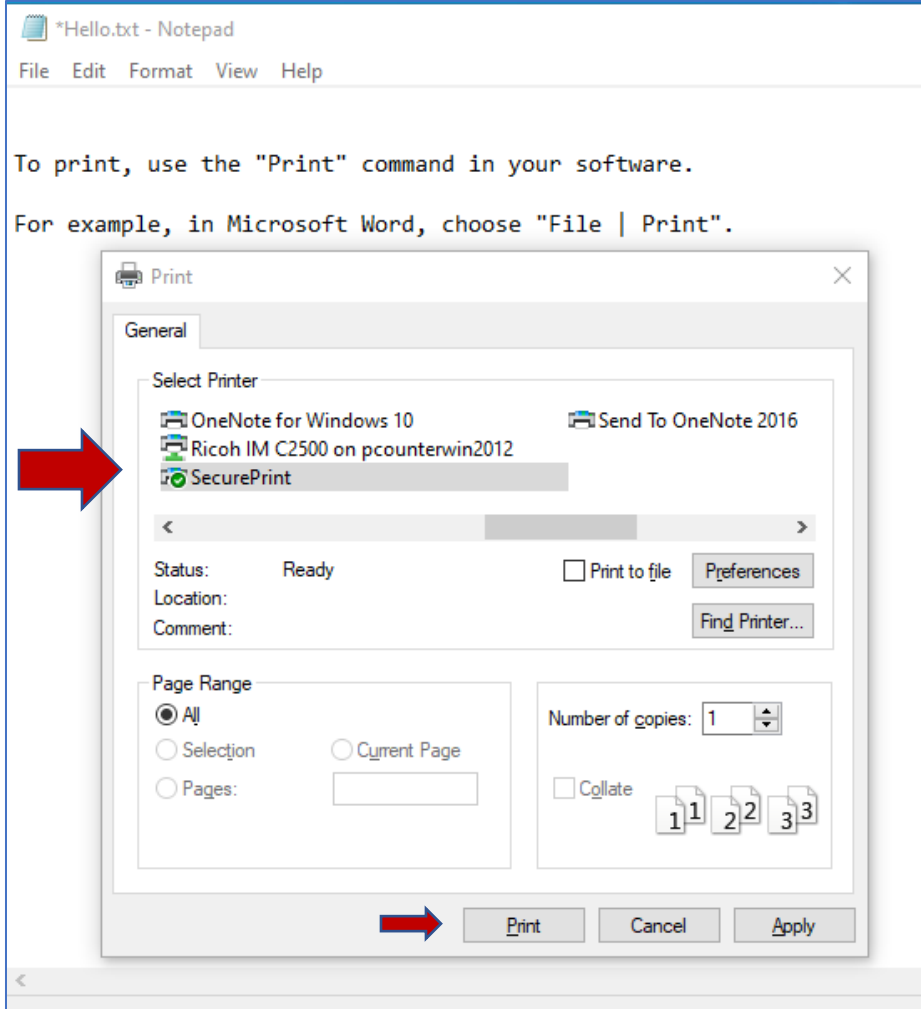 *Hello.txt - Notepad
File Edit Format View Help
To print, use the "Print" command in your software.
For example, in Microsoft Word, choose "File | Print".
Print
General
Select Printer
OneNote for Windows 10 Send To OneNote 2016
Ricoh IM C2500 on pcounterwin2012
SecurePrint
Status: Ready Print to file Preferences
Location:
Comment: Find Printer...
Page Range
All Number of copies: 1
Selection Current Page
Pages: Collate
1 1 2 2 3 3
Print Cancel Apply